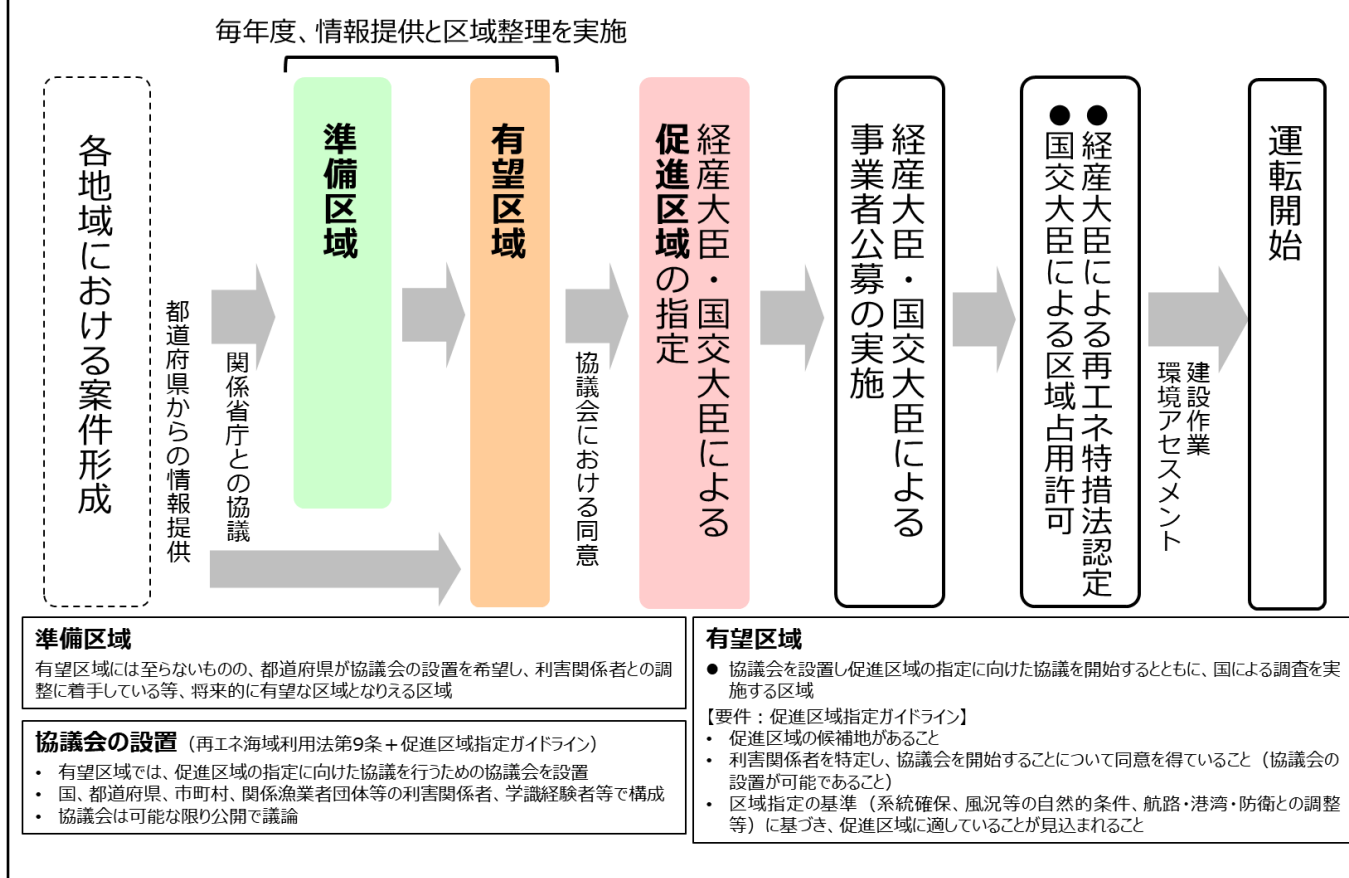 毎年度、情報提供と区域整理を実施
各地域における案件形成
都道府県からの情報提供
関係省庁との協議
準備区域
有望区域
協議会における同意
経産大臣・国交大臣による
促進区域の指定
経産大臣・国交大臣による
事業者公募の実施
●経産大臣による再エネ特措法認定
●国交大臣による区域占用許可
建設作業
環境アセスメント
運転開始
準備区域
有望区域には至らないものの、都道府県が協議会の設置を希望し、利害関係者との調
整に着手している等、将来的に有望な区域となりえる区域
協議会の設置（再エネ海域利用法第9条＋促進区域指定ガイドライン）
• 有望区域では、促進区域の指定に向けた協議を行うための協議会を設置
• 国、都道府県、市町村、関係漁業者団体等の利害関係者、学識経験者等で構成
• 協議会は可能な限り公開で議論
有望区域
● 協議会を設置し促進区域の指定に向けた協議を開始するとともに、国による調査を実
施する区域
【要件：促進区域指定ガイドライン】
• 促進区域の候補地があること
• 利害関係者を特定し、協議会を開始することについて同意を得ていること（協議会の
設置が可能であること）
• 区域指定の基準（系統確保、風況等の自然的条件、航路・港湾・防衛との調整
等）に基づき、促進区域に適していることが見込まれること